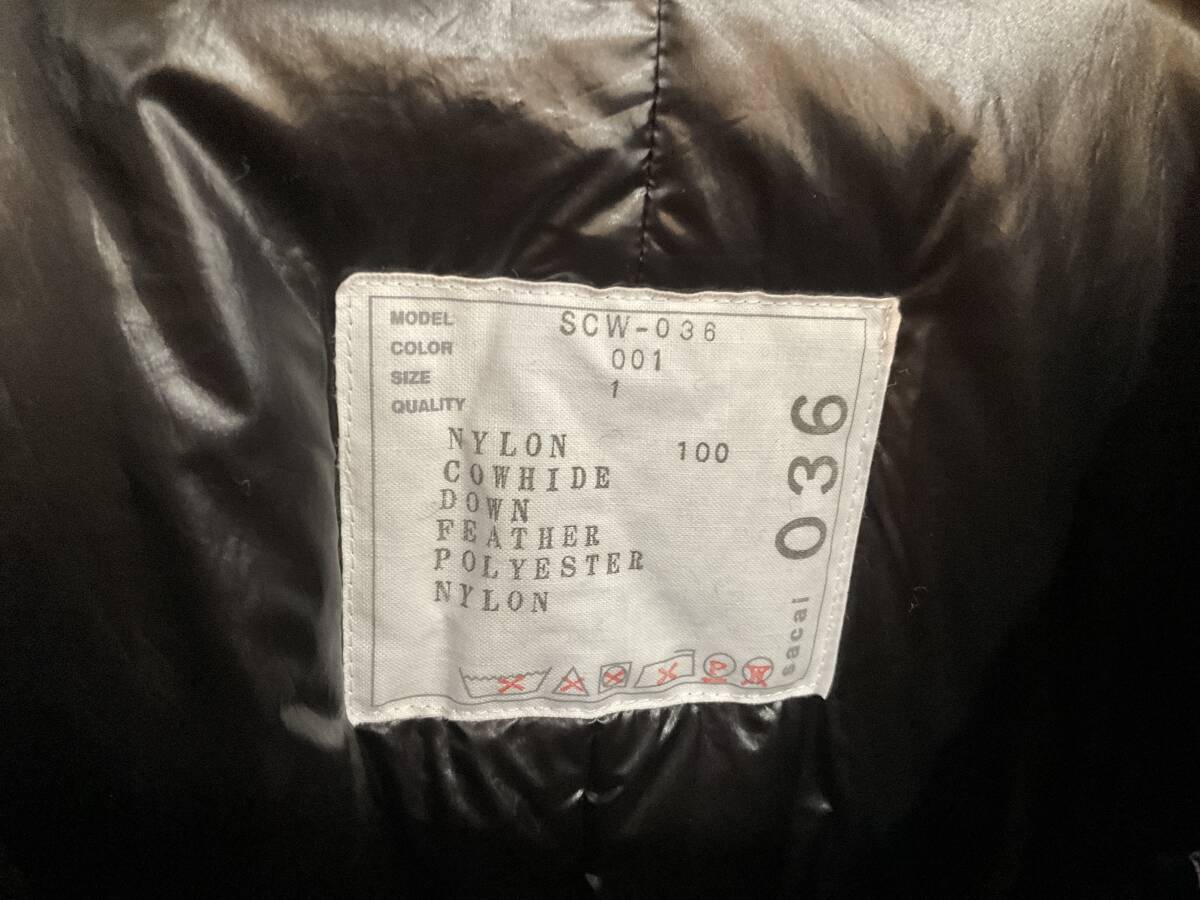 MODEL SCW-036
COLOR 001
SIZE 1
QUALITY
NYLON 100
COWHIDE
DOWN
FEATHER
POLYESTER
NYLON
sacai 036